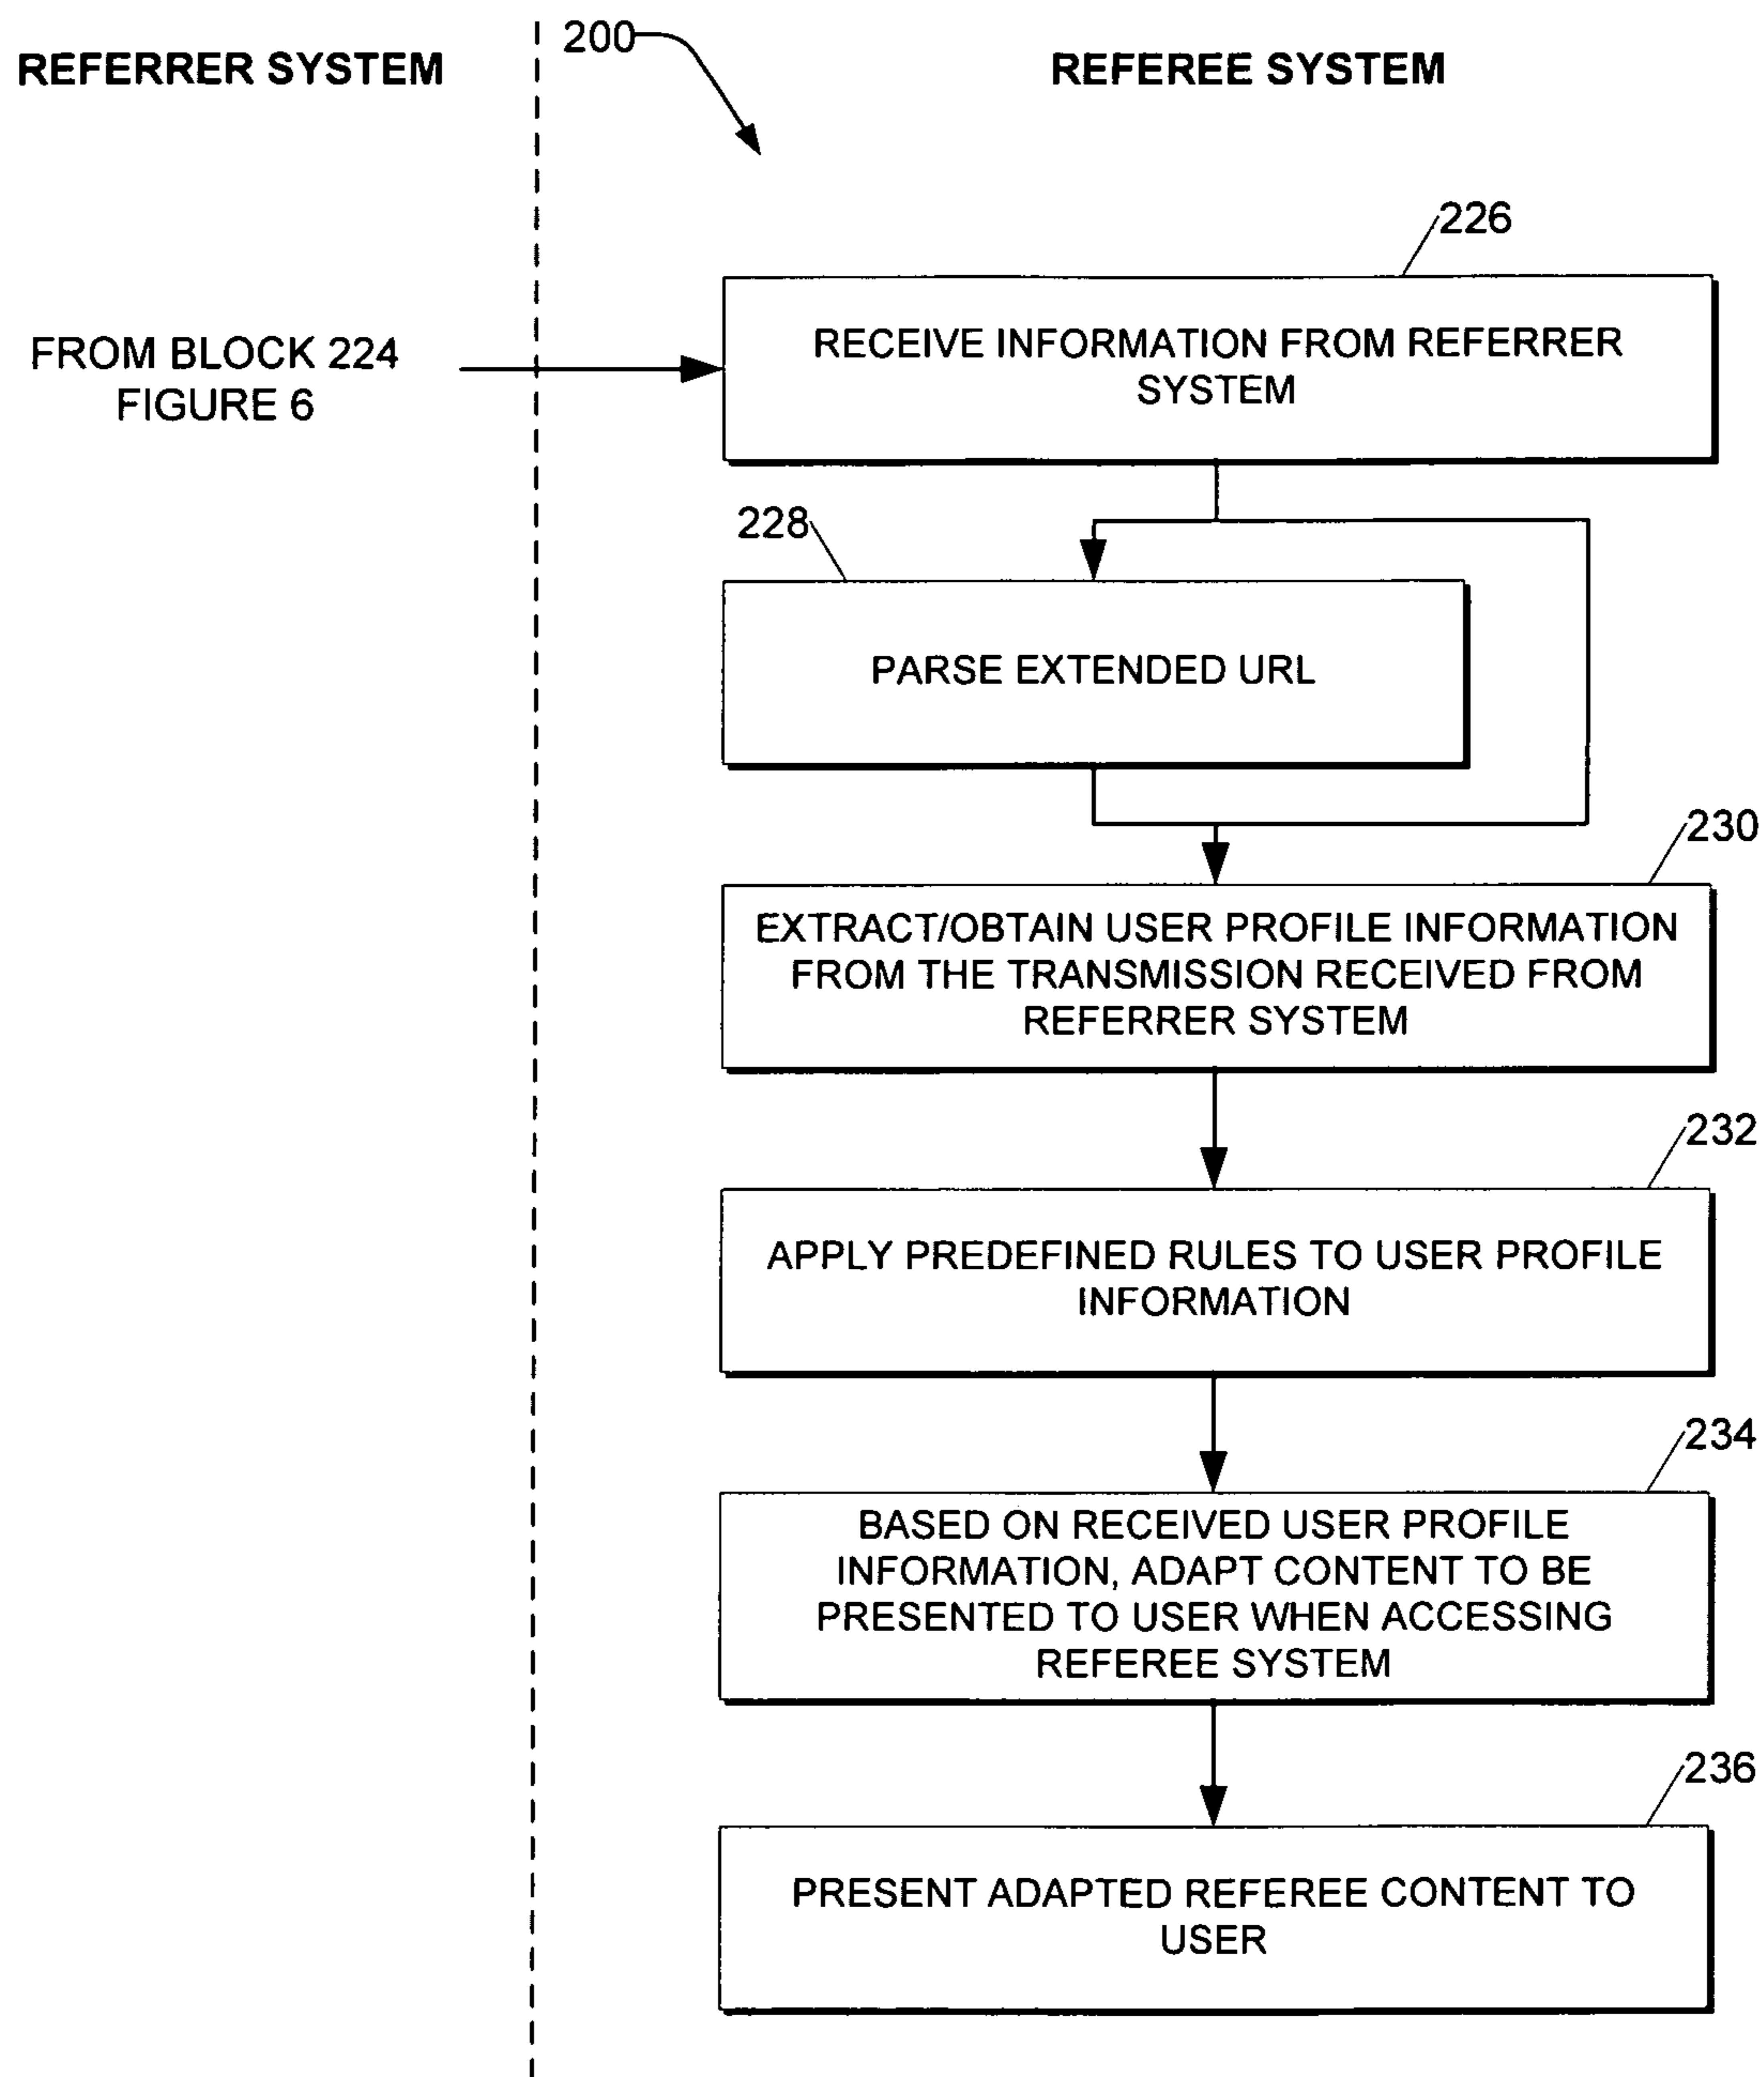 REFERRER SYSTEM
200
REFEREE SYSTEM
226
FROM BLOCK 224
FIGURE 6
RECEIVE INFORMATION FROM REFERRER
SYSTEM
228
PARSE EXTENDED URL
230
EXTRACT/OBTAIN USER PROFILE INFORMATION
FROM THE TRANSMISSION RECEIVED FROM
REFERRER SYSTEM
232
APPLY PREDEFINED RULES TO USER PROFILE
INFORMATION
234
BASED ON RECEIVED USER PROFILE
INFORMATION, ADAPT CONTENT TO BE
PRESENTED TO USER WHEN ACCESSING
REFEREE SYSTEM
236
PRESENT ADAPTED REFEREE CONTENT TO
USER